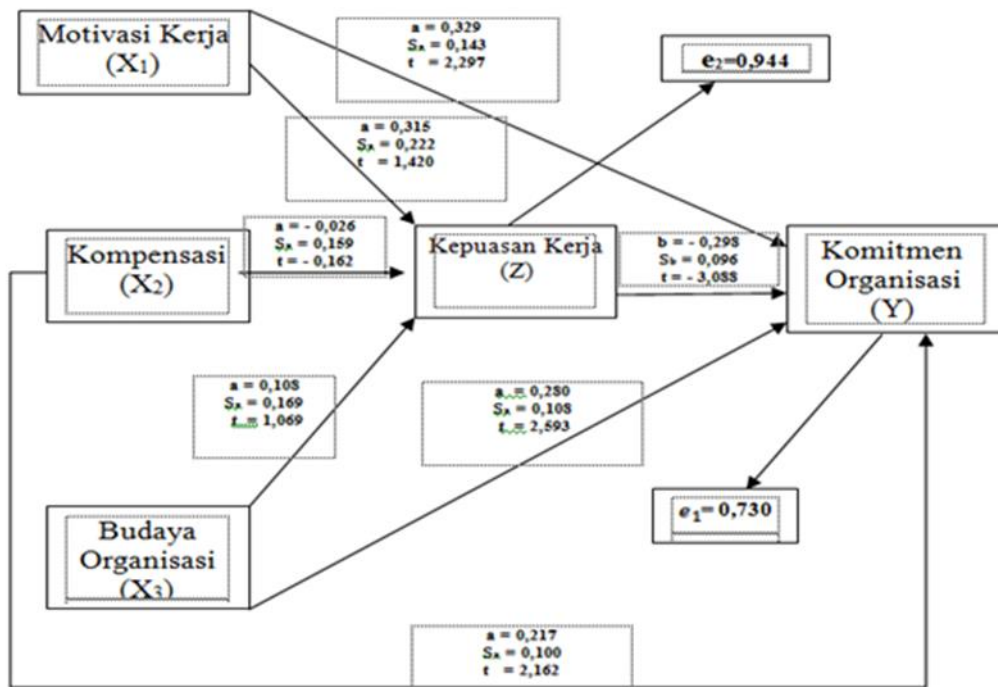 Motivasi Kerja
(X₁)
a = 0,329
Sₐ = 0,143
t = 2,297
e₂=0,944
a = 0,315
Sₐ = 0,222
t = 1,420
a = - 0,026
Sₐ = 0,159
t = - 0,162
Kompensasi
(X₂)
Kepuasan Kerja
(Z)
b = - 0,298
Sb = 0,096
t = - 3,088
Komitmen
Organisasi
(Y)
a = 0,108
Sₐ = 0,169
t = 1,069
a = 0,280
Sₐ = 0,108
t = 2,593
e₁= 0,730
Budaya
Organisasi
(X₃)
a = 0,217
Sₐ = 0,100
t = 2,162